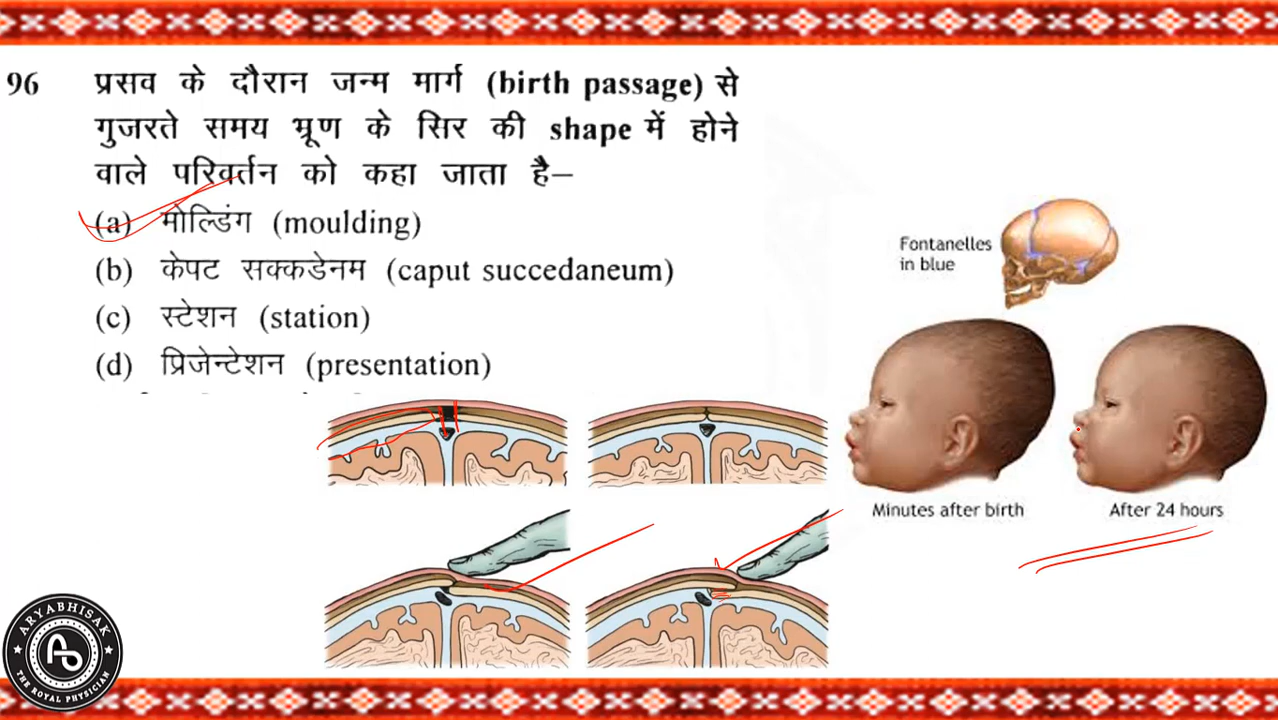 96 प्रसव के दौरान जन्म मार्ग (birth passage) से
गुजरते समय भ्रूण के सिर की shape में होने
वाले परिवर्तन को कहा जाता है–
(a) मोल्डिंग (moulding)
(b) केपट सक्कडेनम (caput succedaneum)
(c) स्टेशन (station)
(d) प्रिजेन्टेशन (presentation)
Fontanelles
in blue
Minutes after birth
After 24 hours
ARYABHISAK
THE ROYAL PHYSICIAN